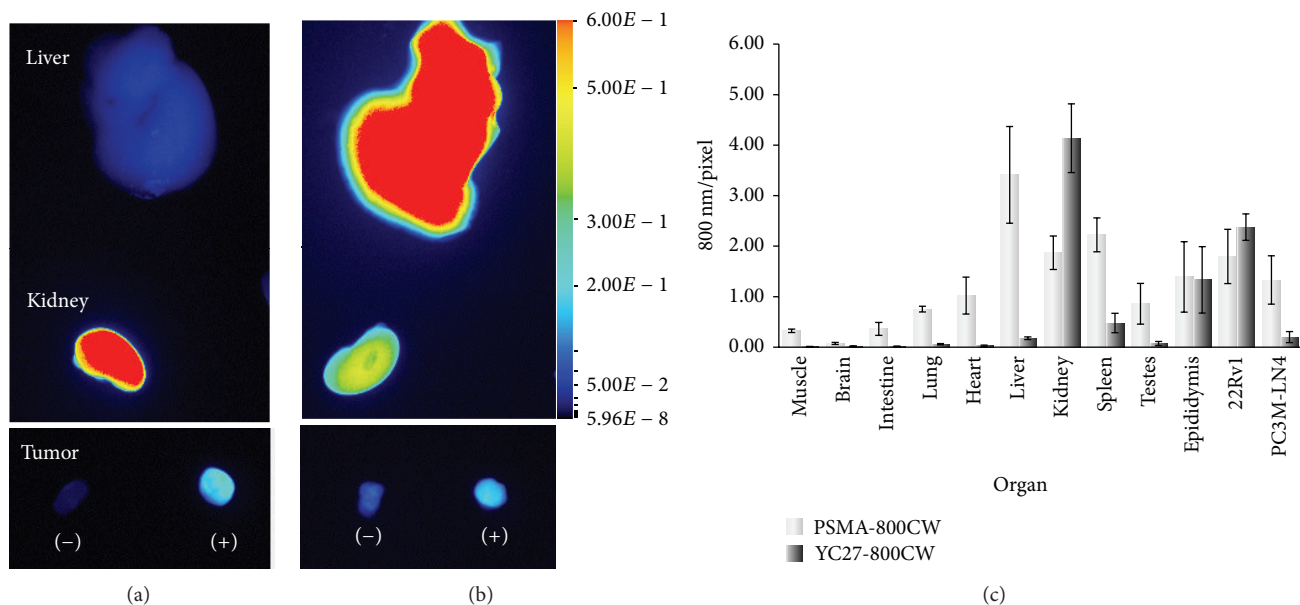 Liver
Kidney
Tumor
(−)
(+)
(−)
(+)
6.00E − 1
5.00E − 1
3.00E − 1
2.00E − 1
5.00E − 2
5.96E − 8
(a)
(b)
800 nm/pixel
6.00
5.00
4.00
3.00
2.00
1.00
0.00
Muscle
Brain
Intestine
Lung
Heart
Liver
Kidney
Spleen
Testes
Epididymis
22Rv1
PC3M-LN4
Organ
PSMA-800CW
YC27-800CW
(c)